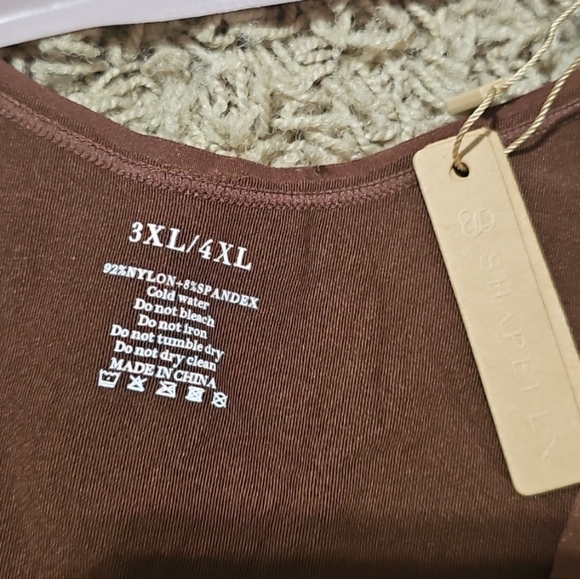 3XL/4XL
92%NYLON+8%SPANDEX
Cold water
Do not bleach
Do not iron
Do not tumble dry
Do not dry clean
MADE IN CHINA
SHAPELLX